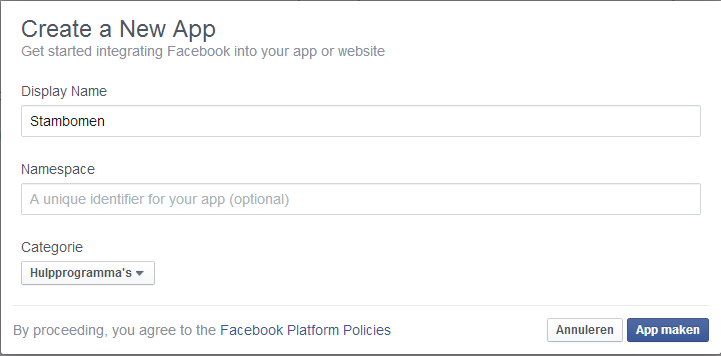 Create a New App
Get started integrating Facebook into your app or website
Display Name
Stambomen
Namespace
A unique identifier for your app (optional)
Categorie
Hulpprogramma's
By proceeding, you agree to the Facebook Platform Policies
Annuleren
App maken